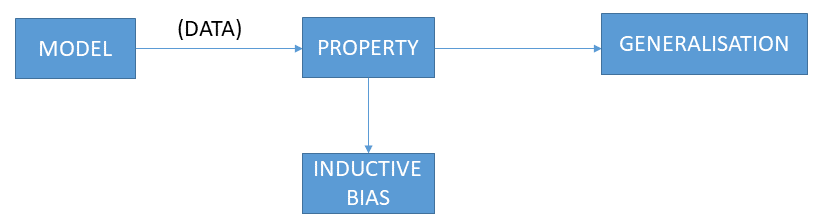 MODEL
(DATA)
PROPERTY
GENERALISATION
INDUCTIVE
BIAS